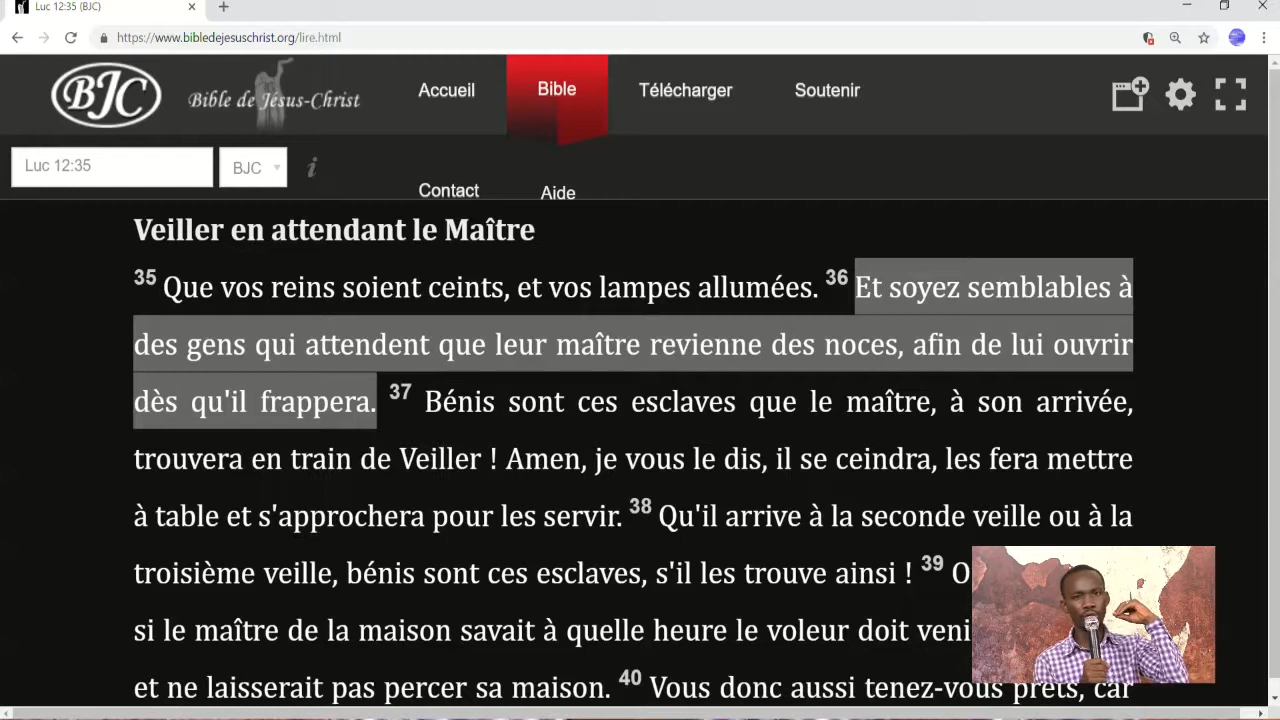 Luc 12:35 (BJC)
https://www.bibledejesuschrist.org/lire.html
BJC
Bible de Jésus-Christ
Accueil
Bible
Télécharger
Soutenir
Luc 12:35
BJC
i
Contact
Aide
Veiller en attendant le Maître
35 Que vos reins soient ceints, et vos lampes allumées. 36 Et soyez semblables à
des gens qui attendent que leur maître revienne des noces, afin de lui ouvrir
dès qu'il frappera. 37 Bénis sont ces esclaves que le maître, à son arrivée,
trouvera en train de Veiller ! Amen, je vous le dis, il se ceindra, les fera mettre
à table et s'approchera pour les servir. 38 Qu'il arrive à la seconde veille ou à la
troisième veille, bénis sont ces esclaves, s'il les trouve ainsi ! 39 O
si le maître de la maison savait à quelle heure le voleur doit veni
et ne laisserait pas percer sa maison. 40 Vous donc aussi tenez-vous prêts, car